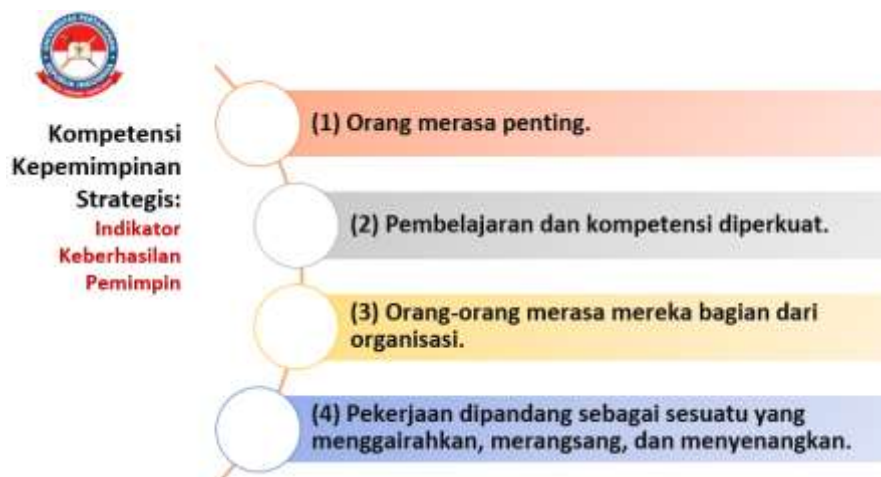 Kompetensi
Kepemimpinan
Strategis:
Indikator
Keberhasilan
Pemimpin
(1) Orang merasa penting.
(2) Pembelajaran dan kompetensi diperkuat.
(3) Orang-orang merasa mereka bagian dari
organisasi.
(4) Pekerjaan dipandang sebagai sesuatu yang
menggairahkan, merangsang, dan menyenangkan.